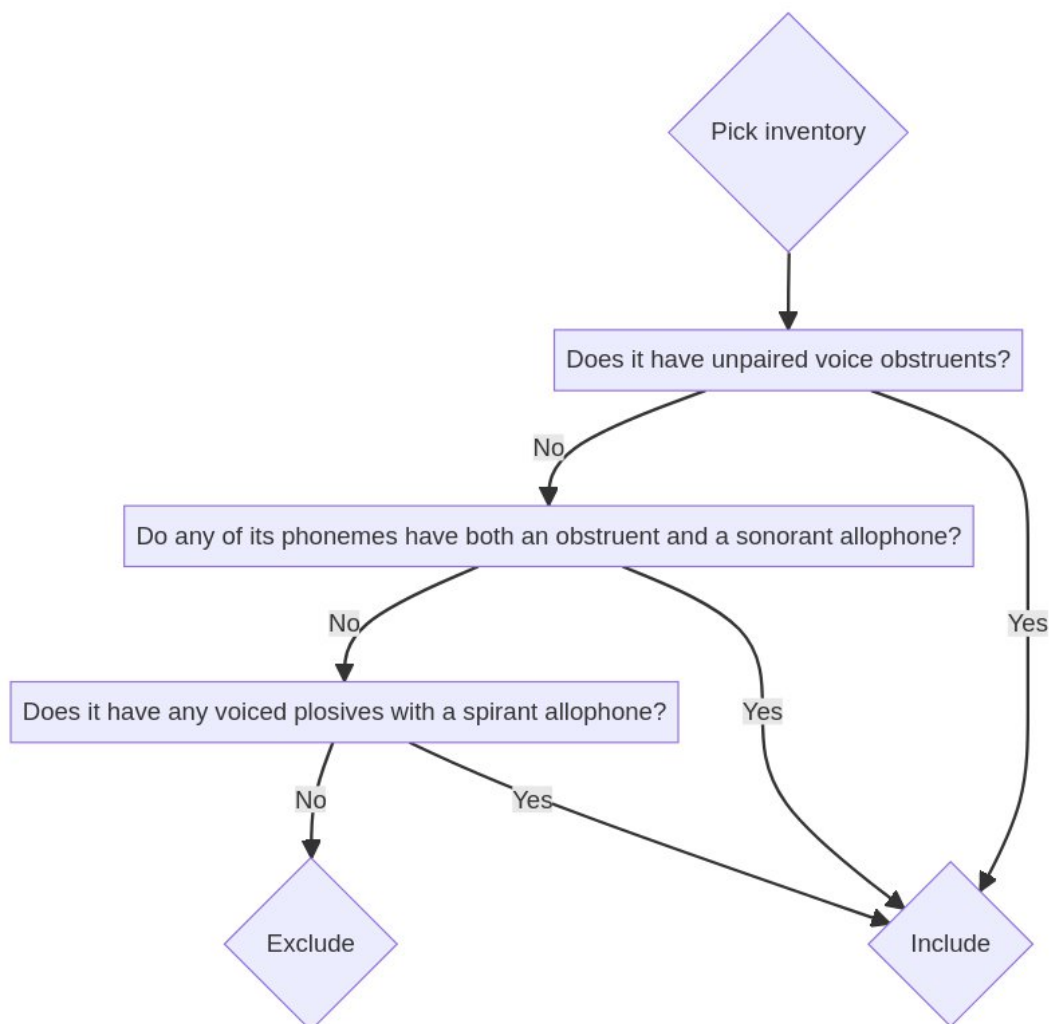 Pick inventory
Does it have unpaired voice obstruents?
No
Do any of its phonemes have both an obstruent and a sonorant allophone?
No
Yes
Does it have any voiced plosives with a spirant allophone?
Yes
No
Yes
Exclude
Include